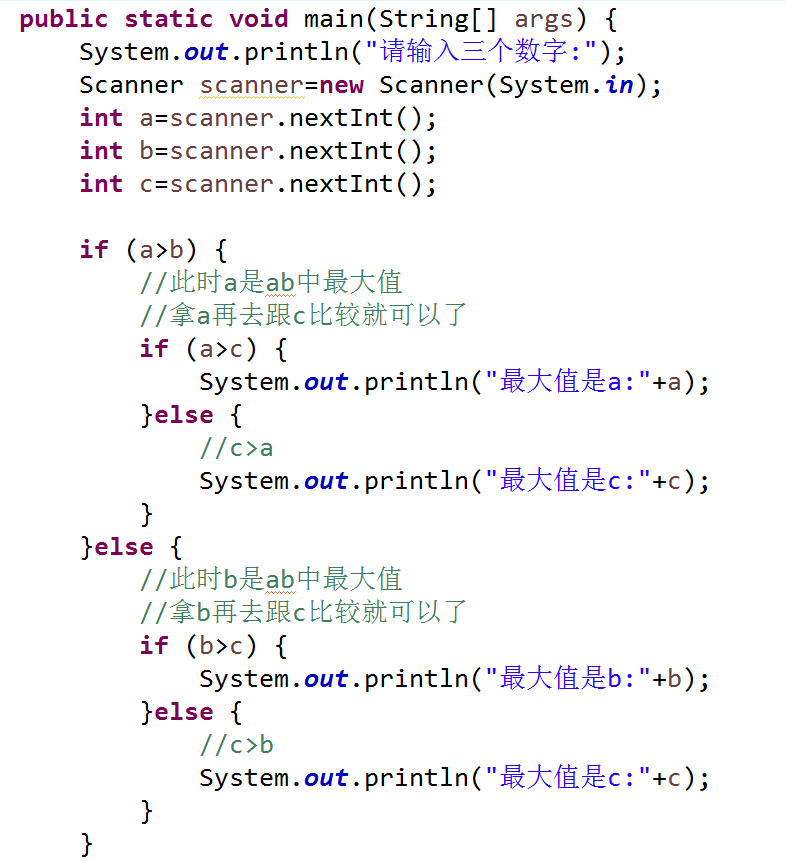 public static void main(String[] args) {
    System.out.println("请输入三个数字:");
    Scanner scanner=new Scanner(System.in);
    int a=scanner.nextInt();
    int b=scanner.nextInt();
    int c=scanner.nextInt();

    if (a>b) {
        //此时a是ab中最大值
        //拿a再去跟c比较就可以了
        if (a>c) {
            System.out.println("最大值是a:"+a);
        }else {
            //c>a
            System.out.println("最大值是c:"+c);
        }
    }else {
        //此时b是ab中最大值
        //拿b再去跟c比较就可以了
        if (b>c) {
            System.out.println("最大值是b:"+b);
        }else {
            //c>b
            System.out.println("最大值是c:"+c);
        }
    }